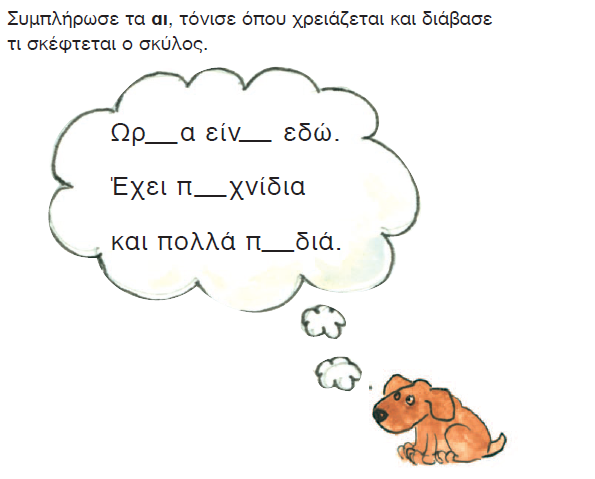 Συμπλήρωσε τα αι, τόνισε όπου χρειάζεται και διάβασε
τι σκέφτεται ο σκύλος.
Ωρ__α είν__ εδώ.
Έχει π__χνίδια
και πολλά π__διά.